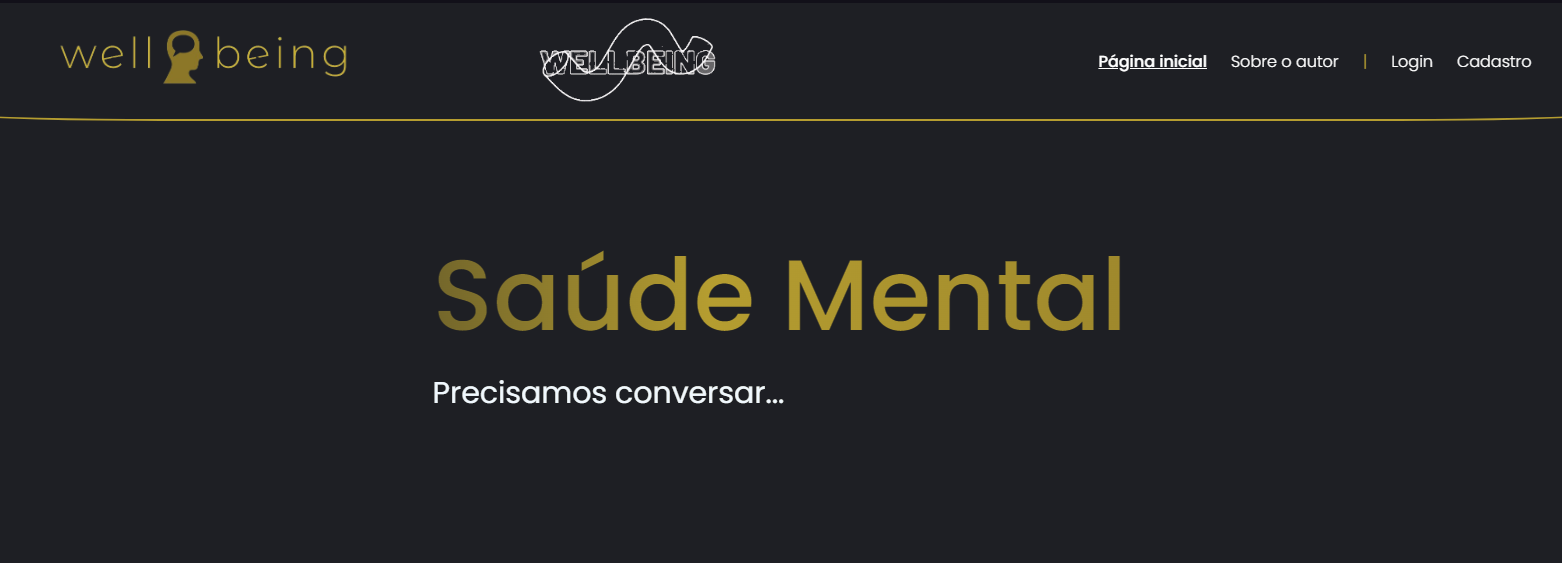 well being
WELLBEING
Página inicial Sobre o autor | Login Cadastro
Saúde Mental
Precisamos conversar...